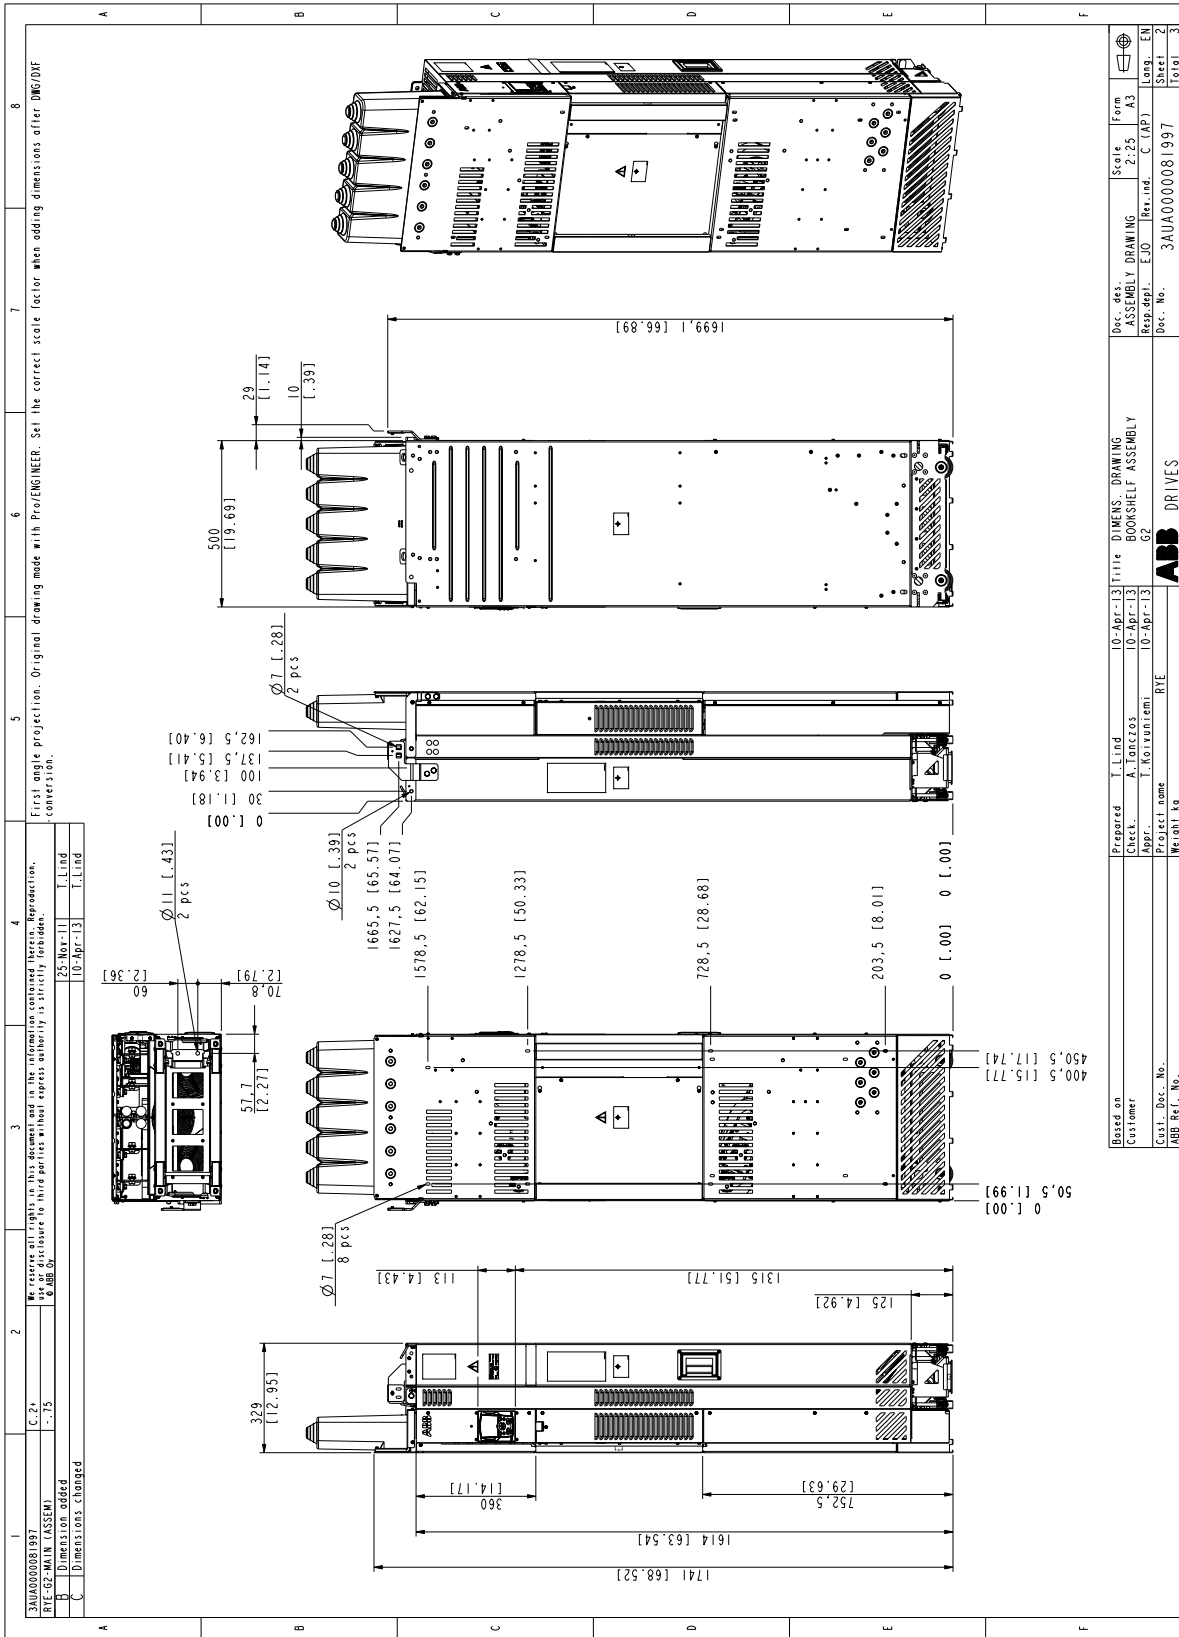 3AUA0000081997
RYE-G2-MAIN (ASSEM)
C.2+
-.75
B Dimension added 25-Nov-11 T.Lind
C Dimensions changed 10-Apr-13 T.Lind
We reserve all rights in this document and in the information contained therein. Reproduction,
use or disclosure to third parties without express authority is strictly forbidden.
© ABB Oy
First angle projection. Original drawing made with Pro/ENGINEER. Set the correct scale factor when adding dimensions after DWG/DXF
conversion.
1 2 3 4 5 6 7 8
A
B
C
D
E
F
A
B
C
D
E
F
60
[2.36]
70,8
[2.79]
Ø11 [.43]
2 pcs
57,7
[2.27]
329
[12.95]
ABB
360
[14.17]
752,5
[29.63]
1614 [63.54]
1741 [68.52]
113 [4.43]
1315 [51.77]
125 [4.92]
Ø7 [.28]
8 pcs
1578,5 [62.15]
1278,5 [50.33]
728,5 [28.68]
203,5 [8.01]
0 [.00]
450,5 [17.74]
400,5 [15.77]
50,5 [1.99]
0 [.00]
162,5 [6.40]
137,5 [5.41]
100 [3.94]
30 [1.18]
0 [.00]
Ø7 [.28]
2 pcs
Ø10 [.39]
2 pcs
1665,5 [65.57]
1627,5 [64.07]
0 [.00]
500
[19.69]
29
[1.14]
10
[.39]
1699,1 [66.89]
Based on
Customer
Cust. Doc. No.
ABB Ref. No.
Prepared T.Lind 10-Apr-13
Check. A.Tanczos 10-Apr-13
Appr. T.Koivuniemi 10-Apr-13
Project name RYE
Weight kg
Title DIMENS. DRAWING
BOOKSHELF ASSEMBLY
G2
ABB DRIVES
Doc. des.
ASSEMBLY DRAWING
Scale 2:25
Form A3
Resp.dept. EJO
Rev.ind. C (AP)
Lang. EN
Doc. No. 3AUA0000081997
Sheet 2
Total 3